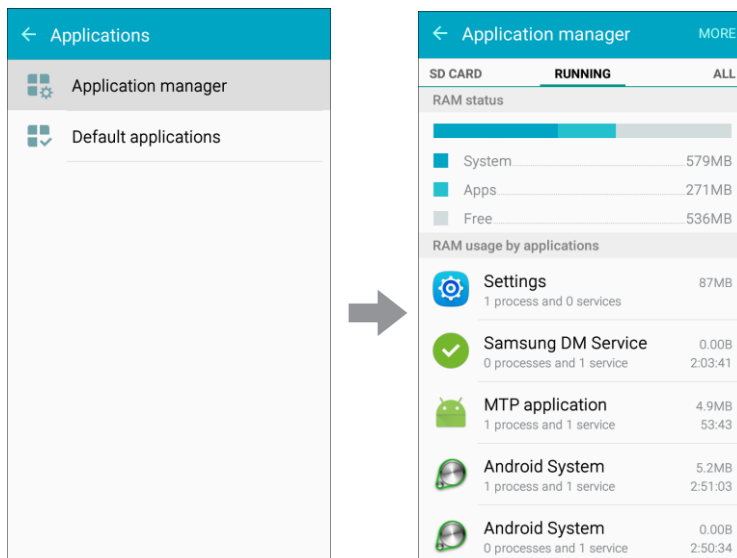 Applications
Application manager
Default applications
Application manager MORE
SD CARD RUNNING ALL
RAM status
System 579MB
Apps 271MB
Free 536MB
RAM usage by applications
Settings 87MB
1 process and 0 services
Samsung DM Service 0.00B
0 processes and 1 service 2:03:41
MTP application 4.9MB
1 process and 1 service 53:43
Android System 5.2MB
1 process and 1 service 2:51:03
Android System 0.00B
0 processes and 1 service 2:50:34